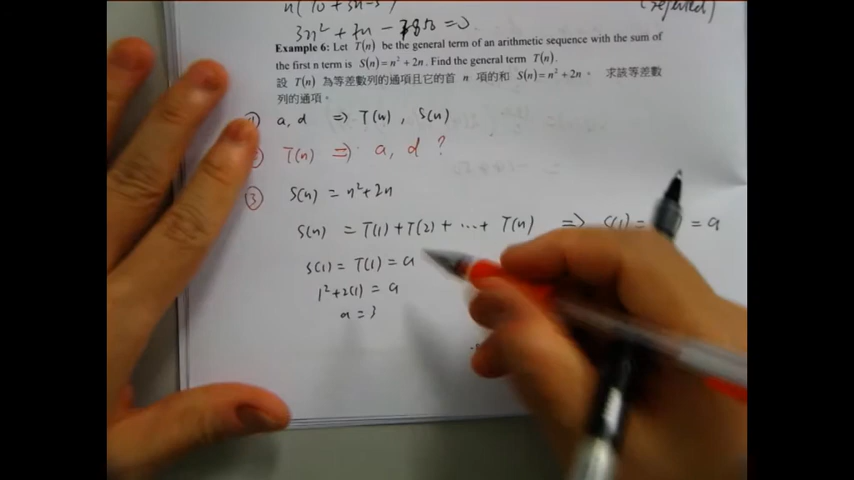 3n² + 7n - 3850 = 0
(rejected)
Example 6: Let T(n) be the general term of an arithmetic sequence with the sum of
the first n term is S(n) = n² + 2n. Find the general term T(n).
設 T(n) 為等差數列的通項且它的首 n 項的和 S(n) = n² + 2n。 求該等差數
列的通項。
a, d ⇒ T(n), S(n)
T(n) ⇒ a, d ?
③ S(n) = n² + 2n
S(n) = T(1) + T(2) + ... + T(n) ⇒ S(1) = = a
S(1) = T(1) = a
1² + 2(1) = a
a = 3